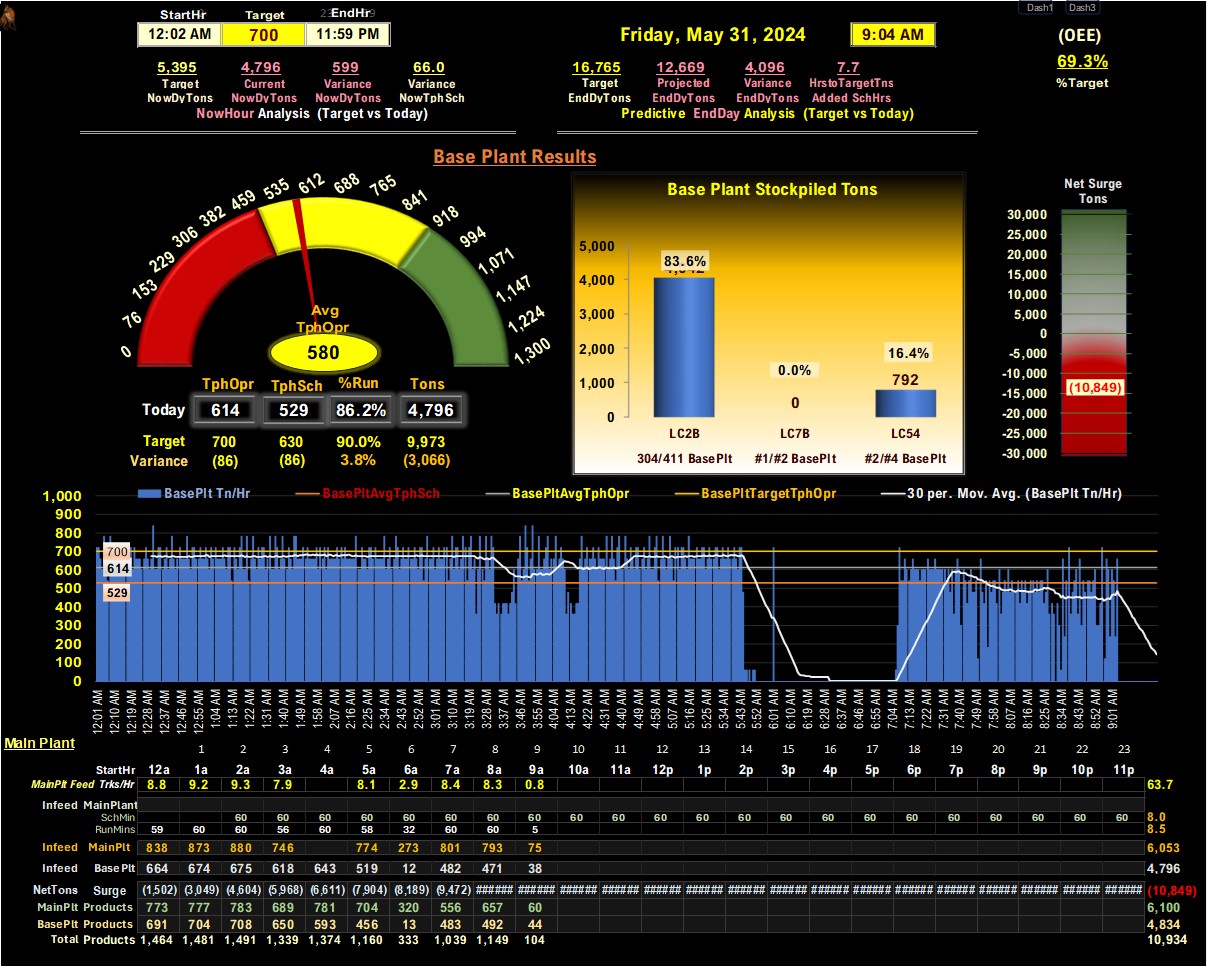 StartHr Target EndHr Dash1 Dash3
12:02 AM 700 11:59 PM Friday, May 31, 2024 9:04 AM (OEE)
69.3%
5,395 4,796 599 66.0 16,765 12,669 4,096 7.7
Target Current Variance Variance Target Projected Variance HrstoTargetTns %Target
NowDyTons NowDyTons NowDyTons NowTphSch EndDyTons EndDyTons EndDyTons Added SchHrs
NowHour Analysis (Target vs Today) Predictive EndDay Analysis (Target vs Today)
Base Plant Results
0 76 153 229 306 382 459 535 612 688 765 841 918 994 1,071 1,147 1,224 1,300
Avg
TphOpr
580
TphOpr TphSch %Run Tons
Today 614 529 86.2% 4,796
Target 700 630 90.0% 9,973
Variance (86) (86) 3.8% (3,066)
Base Plant Stockpiled Tons
5,000
4,000
3,000
2,000
1,000
0
83.6%
0.0%
0
16.4%
792
LC2B LC7B LC54
304/411 BasePlt #1/#2 BasePlt #2/#4 BasePlt
Net Surge
Tons
30,000
25,000
20,000
15,000
10,000
5,000
0
-5,000
-10,000
(10,849)
-15,000
-20,000
-25,000
-30,000
BasePlt Tn/Hr BasePltAvgTphSch BasePltAvgTphOpr BasePltTargetTphOpr 30 per. Mov. Avg. (BasePlt Tn/Hr)
1,000
900
800
700
600
500
400
300
200
100
0
700
614
529
12:01 AM 12:10 AM 12:19 AM 12:28 AM 12:37 AM 12:46 AM 12:55 AM 1:04 AM 1:13 AM 1:22 AM 1:31 AM 1:40 AM 1:49 AM 1:58 AM 2:07 AM 2:16 AM 2:25 AM 2:34 AM 2:43 AM 2:52 AM 3:01 AM 3:10 AM 3:19 AM 3:28 AM 3:37 AM 3:46 AM 3:55 AM 4:04 AM 4:13 AM 4:22 AM 4:31 AM 4:40 AM 4:49 AM 4:58 AM 5:07 AM 5:16 AM 5:25 AM 5:34 AM 5:43 AM 5:52 AM 6:01 AM 6:10 AM 6:19 AM 6:28 AM 6:37 AM 6:46 AM 6:55 AM 7:04 AM 7:13 AM 7:22 AM 7:31 AM 7:40 AM 7:49 AM 7:58 AM 8:07 AM 8:16 AM 8:25 AM 8:34 AM 8:43 AM 8:52 AM 9:01 AM
Main Plant
1 2 3 4 5 6 7 8 9 10 11 12 13 14 15 16 17 18 19 20 21 22 23
StartHr 12a 1a 2a 3a 4a 5a 6a 7a 8a 9a 10a 11a 12p 1p 2p 3p 4p 5p 6p 7p 8p 9p 10p 11p
MainPlt Feed Trks/Hr 8.8 9.2 9.3 7.9 8.1 2.9 8.4 8.3 0.8 63.7
Infeed MainPlant
SchMin 60 60 60 60 60 60 60 60 60 60 60 60 60 60 60 60 60 60 60 60 60 60 8.0
RunMins 59 60 60 56 60 58 32 60 60 5 8.5
Infeed MainPlt 838 873 880 746 774 273 801 793 75 6,053
Infeed BasePlt 664 674 675 618 643 519 12 482 471 38 4,796
NetTons Surge (1,502) (3,049) (4,604) (5,968) (6,611) (7,904) (8,189) (9,472) ###### ###### ###### ###### ###### ###### ###### ###### ###### ###### ###### ###### ###### ###### ###### ###### (10,849)
MainPlt Products 773 777 783 689 781 704 320 556 657 60 6,100
BasePlt Products 691 704 708 650 593 456 13 483 492 44 4,834
Total Products 1,464 1,481 1,491 1,339 1,374 1,160 333 1,039 1,149 104 10,934